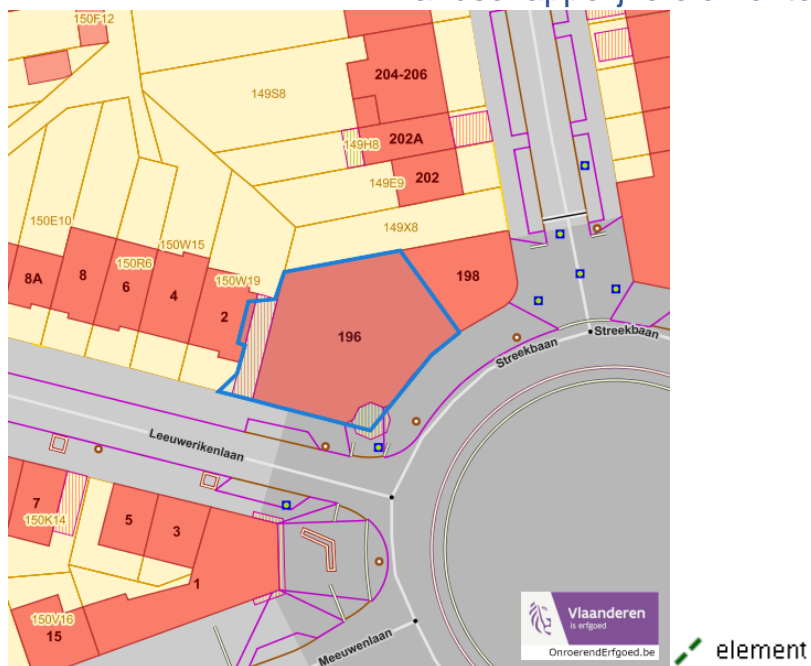 150F12
204-206
149S8
202A
149H8
202
149E9
149X8
150E10
150W15
150R6
150W19
8A
8
6
4
2
198
196
Streekbaan
Streekbaan
Leeuwerikenlaan
7
5
3
150K14
1
150V16
15
Meeuwenlaan
Vlaanderen
is erfgoed
OnroerendErfgoed.be
element